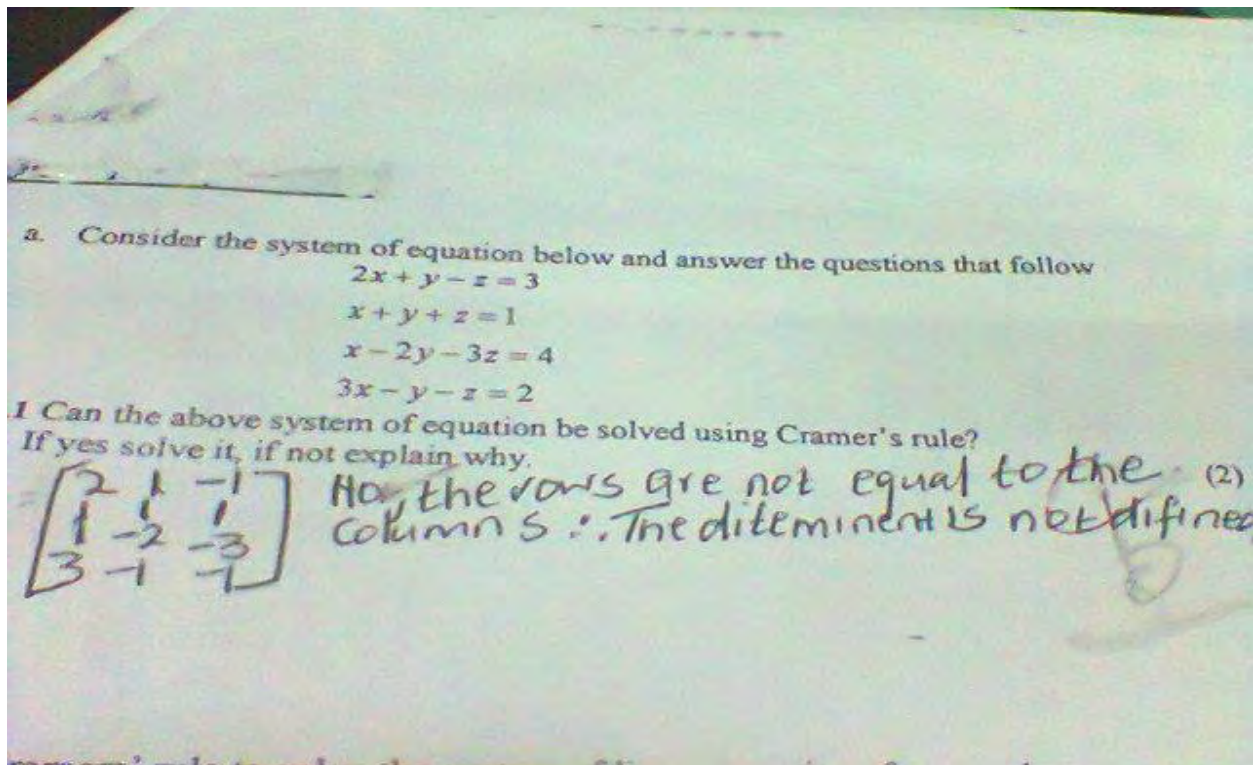 a. Consider the system of equation below and answer the questions that follow
2x + y - z = 3
x + y + z = 1
x - 2y - 3z = 4
3x - y - z = 2
1 Can the above system of equation be solved using Cramer's rule?
If yes solve it, if not explain why.
(2)
2 1 -1
1 1 1
1 -2 -3
3 -1 -1
the rows are not equal to the
columns ∴ The diteminent is not difined